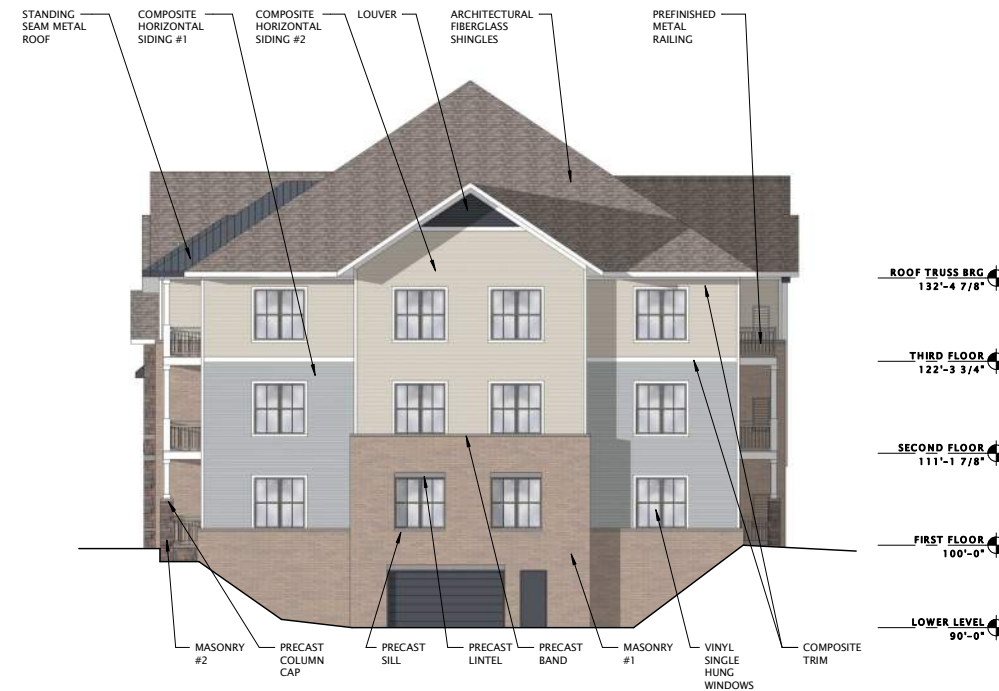 STANDING
SEAM METAL
ROOF
COMPOSITE
HORIZONTAL
SIDING #1
COMPOSITE
HORIZONTAL
SIDING #2
LOUVER
ARCHITECTURAL
FIBERGLASS
SHINGLES
PREFINISHED
METAL
RAILING
ROOF TRUSS BRG
132'-4 7/8"
THIRD FLOOR
122'-3 3/4"
SECOND FLOOR
111'-1 7/8"
FIRST FLOOR
100'-0"
LOWER LEVEL
90'-0"
MASONRY
#2
PRECAST
COLUMN
CAP
PRECAST
SILL
PRECAST
LINTEL
PRECAST
BAND
MASONRY
#1
VINYL
SINGLE
HUNG
WINDOWS
COMPOSITE
TRIM